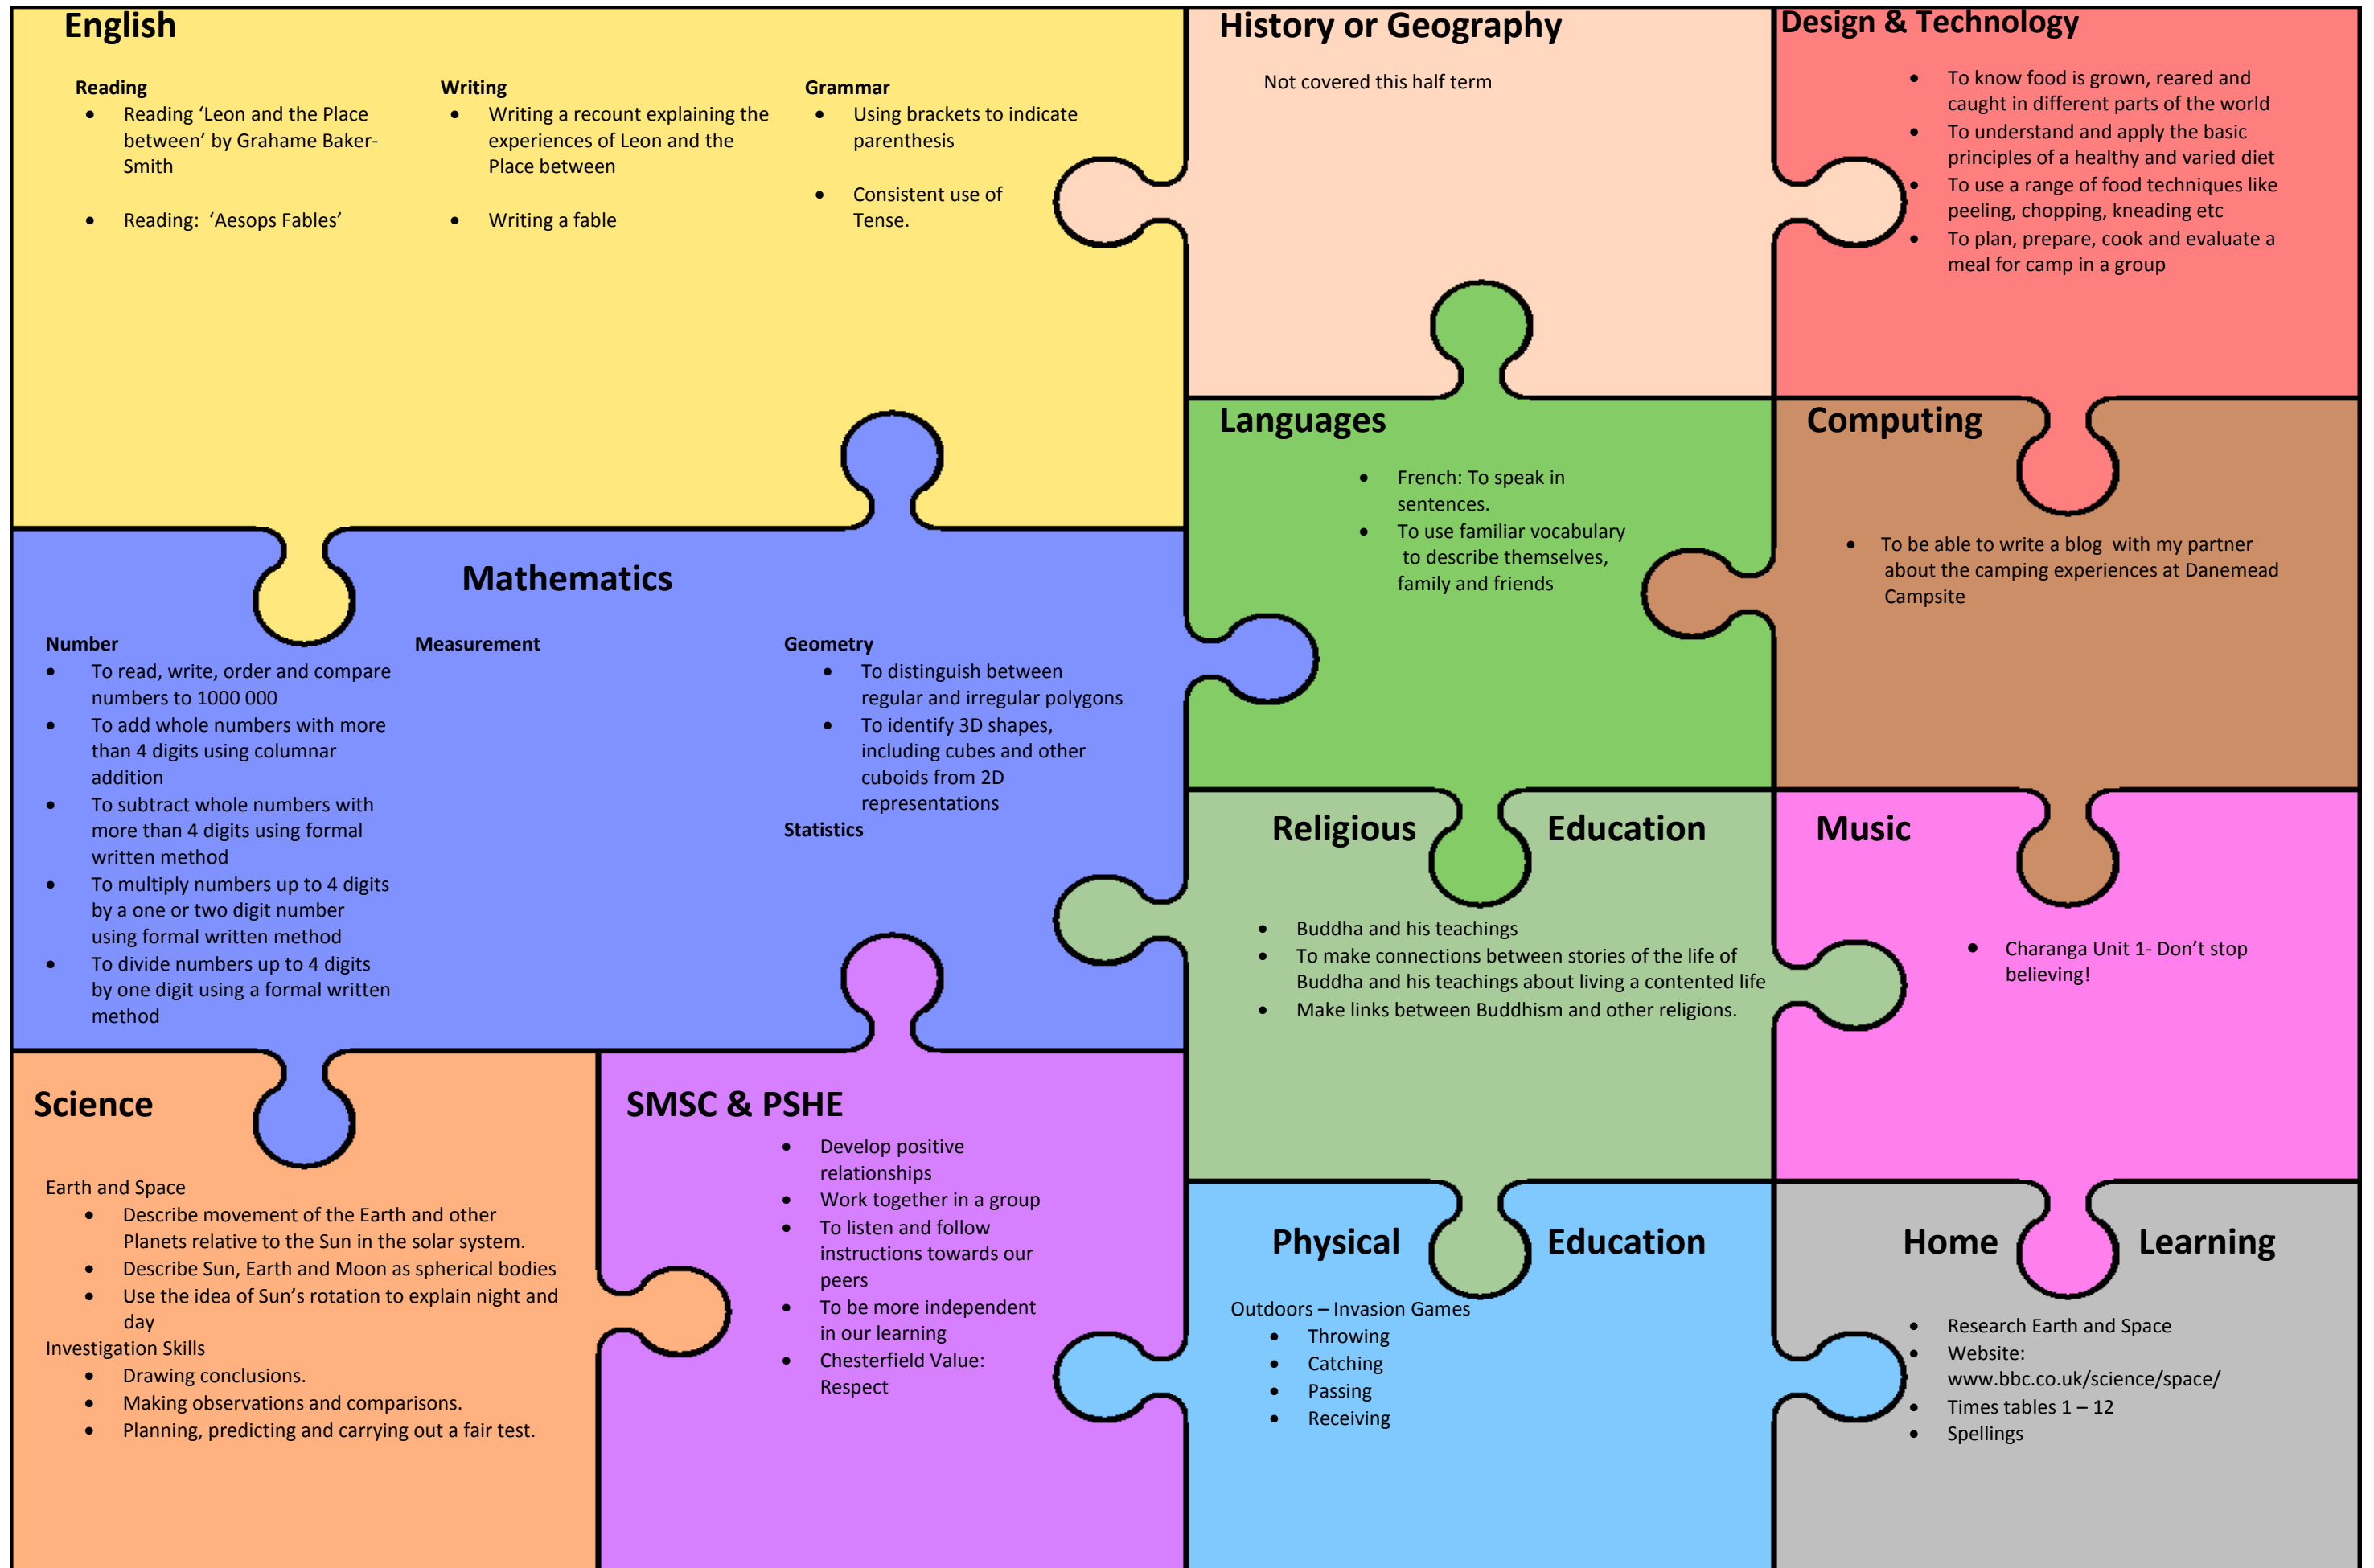 English
Reading
• Reading ‘Leon and the Place
between’ by Grahame Baker-
Smith
• Reading: ‘Aesops Fables’
Writing
• Writing a recount explaining the
experiences of Leon and the
Place between
• Writing a fable
Grammar
• Using brackets to indicate
parenthesis
• Consistent use of
Tense.
History or Geography
Not covered this half term
Design & Technology
• To know food is grown, reared and
caught in different parts of the world
• To understand and apply the basic
principles of a healthy and varied diet
• To use a range of food techniques like
peeling, chopping, kneading etc
• To plan, prepare, cook and evaluate a
meal for camp in a group
Languages
• French: To speak in
sentences.
• To use familiar vocabulary
to describe themselves,
family and friends
Computing
• To be able to write a blog with my partner
about the camping experiences at Danemead
Campsite
Mathematics
Number
• To read, write, order and compare
numbers to 1000 000
• To add whole numbers with more
than 4 digits using columnar
addition
• To subtract whole numbers with
more than 4 digits using formal
written method
• To multiply numbers up to 4 digits
by a one or two digit number
using formal written method
• To divide numbers up to 4 digits
by one digit using a formal written
method
Measurement
Geometry
• To distinguish between
regular and irregular polygons
• To identify 3D shapes,
including cubes and other
cuboids from 2D
representations
Statistics
Religious Education
• Buddha and his teachings
• To make connections between stories of the life of
Buddha and his teachings about living a contented life
• Make links between Buddhism and other religions.
Music
• Charanga Unit 1- Don’t stop
believing!
Science
Earth and Space
• Describe movement of the Earth and other
Planets relative to the Sun in the solar system.
• Describe Sun, Earth and Moon as spherical bodies
• Use the idea of Sun’s rotation to explain night and
day
Investigation Skills
• Drawing conclusions.
• Making observations and comparisons.
• Planning, predicting and carrying out a fair test.
SMSC & PSHE
• Develop positive
relationships
• Work together in a group
• To listen and follow
instructions towards our
peers
• To be more independent
in our learning
• Chesterfield Value:
Respect
Physical Education
Outdoors – Invasion Games
• Throwing
• Catching
• Passing
• Receiving
Home Learning
• Research Earth and Space
• Website:
www.bbc.co.uk/science/space/
• Times tables 1 – 12
• Spellings